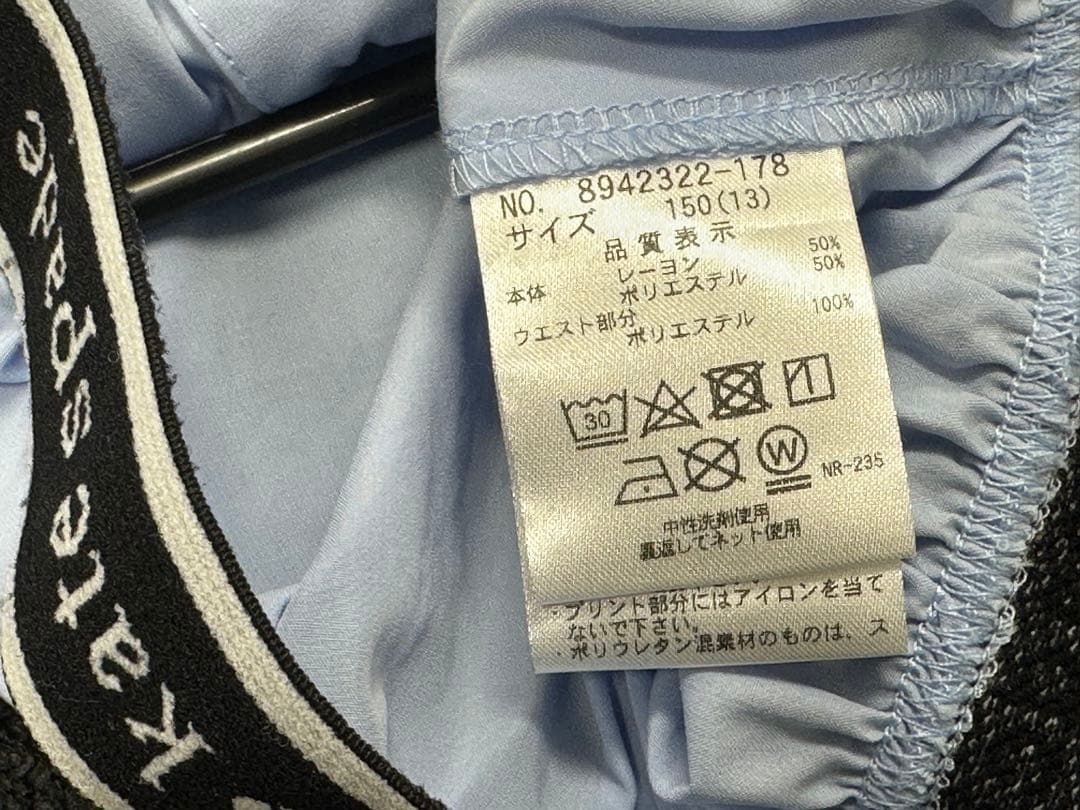 kate spade
NO. 8942322-178
サイズ 150(13)
品質表示
本体 レーヨン 50%
ポリエステル 50%
ウエスト部分 ポリエステル 100%
30
W NR-235
中性洗剤使用
裏返してネット使用
・プリント部分にはアイロンを当て
ないで下さい。
・ポリウレタン混素材のものは、ス